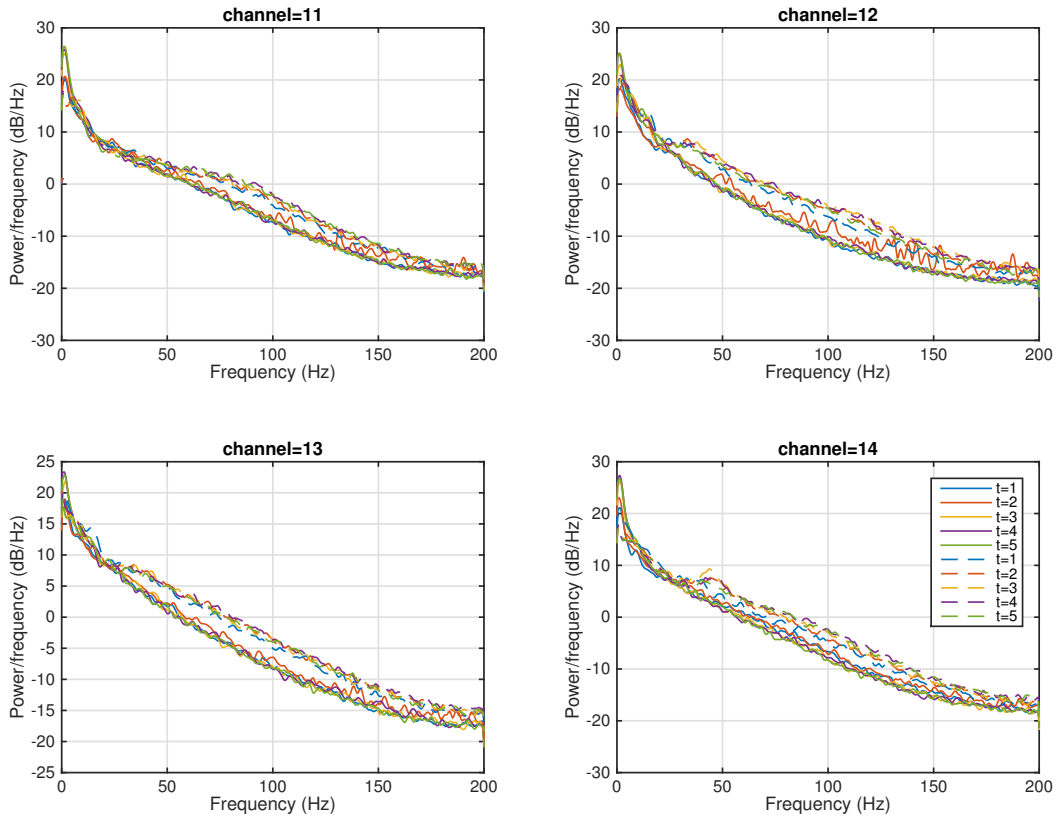 channel=11
Power/frequency (dB/Hz)
30
20
10
0
-10
-20
-30
0
50
100
150
200
Frequency (Hz)
channel=12
Power/frequency (dB/Hz)
30
20
10
0
-10
-20
-30
0
50
100
150
200
Frequency (Hz)
channel=13
Power/frequency (dB/Hz)
25
20
15
10
5
0
-5
-10
-15
-20
-25
0
50
100
150
200
Frequency (Hz)
channel=14
Power/frequency (dB/Hz)
30
20
10
0
-10
-20
-30
0
50
100
150
200
Frequency (Hz)
t=1
t=2
t=3
t=4
t=5
t=1
t=2
t=3
t=4
t=5